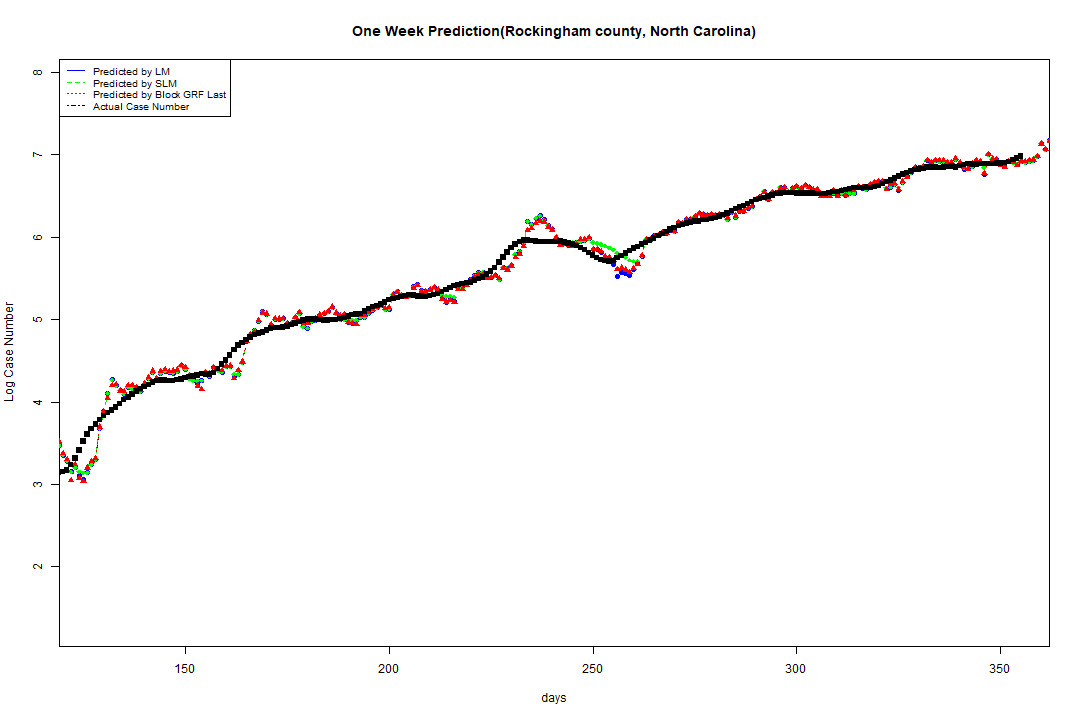 One Week Prediction(Rockingham county, North Carolina)
Predicted by LM
Predicted by SLM
Predicted by Block GRF Last
Actual Case Number
8
7
6
5
4
3
2
Log Case Number
150 200 250 300 350
days